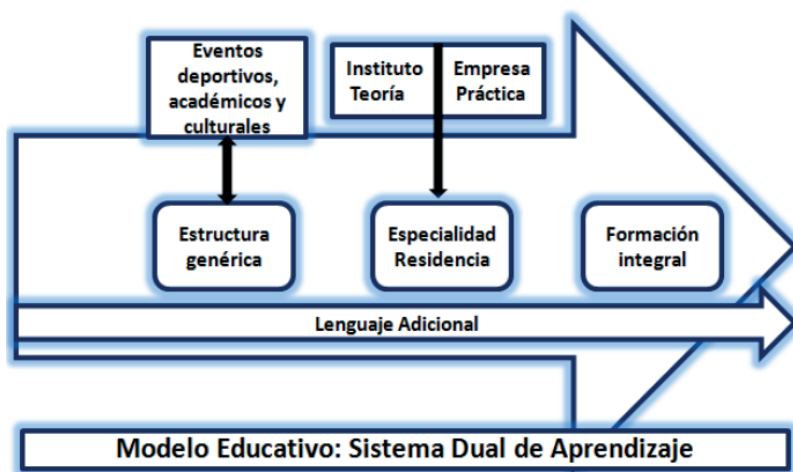 Eventos
deportivos,
académicos y
culturales
Instituto
Teoría
Empresa
Práctica
Estructura
genérica
Especialidad
Residencia
Formación
integral
Lenguaje Adicional
Modelo Educativo: Sistema Dual de Aprendizaje